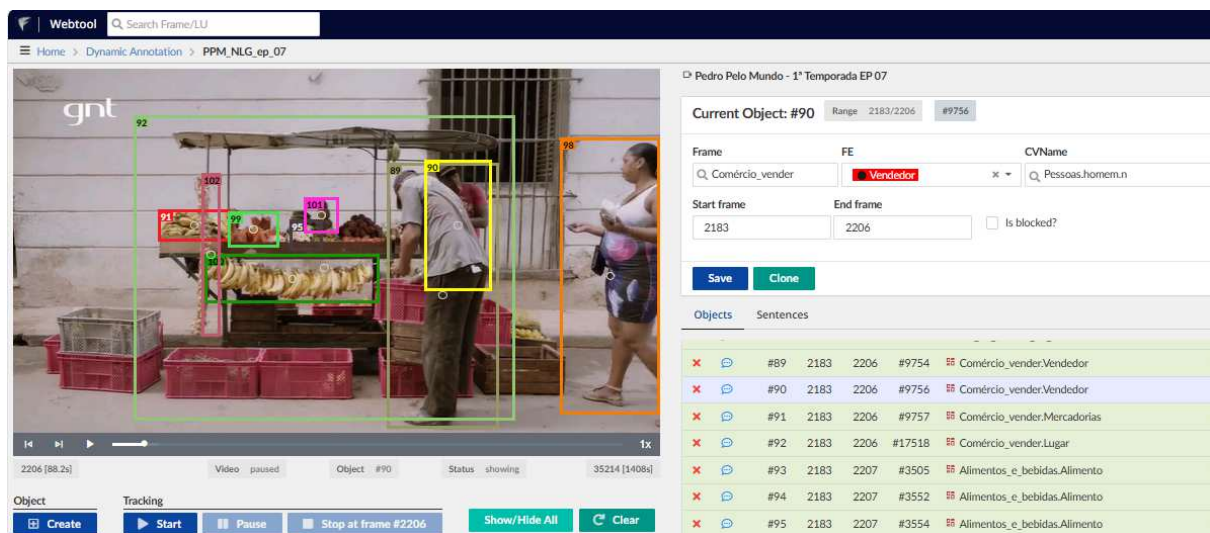 Webtool
Search Frame/LU
Home > Dynamic Annotation > PPM_NLG_ep_07
gnt
92
98
102
89
90
91
99
101
95
100
1x
2206 [88.2s]
Video paused
Object #90
Status showing
35214 [1408s]
Object
Tracking
Create
Start
Pause
Stop at frame #2206
Show/Hide All
Clear
Pedro Pelo Mundo - 1ª Temporada EP 07
Current Object: #90
Range 2183/2206
#9756
Frame
FE
CVName
Comércio_vender
Vendedor
Pessoas.homem.n
Start frame
End frame
2183
2206
Is blocked?
Save
Clone
Objects
Sentences
#89 2183 2206 #9754 Comércio_vender.Vendedor
#90 2183 2206 #9756 Comércio_vender.Vendedor
#91 2183 2206 #9757 Comércio_vender.Mercadorias
#92 2183 2206 #17518 Comércio_vender.Lugar
#93 2183 2207 #3505 Alimentos_e_bebidas.Alimento
#94 2183 2207 #3552 Alimentos_e_bebidas.Alimento
#95 2183 2207 #3554 Alimentos_e_bebidas.Alimento